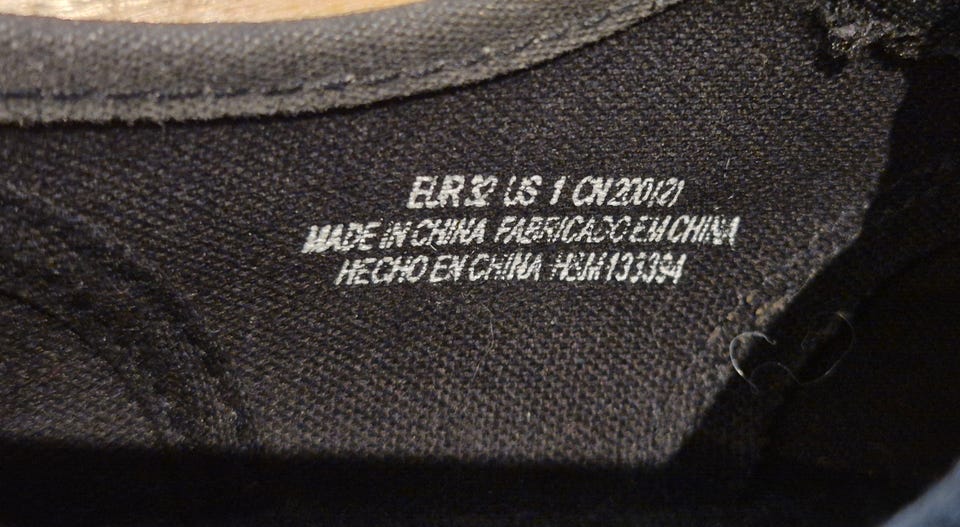 EUR 32 US 1 CN 200(2)
MADE IN CHINA FABRICADO EM CHINA
HECHO EN CHINA H&M 133394